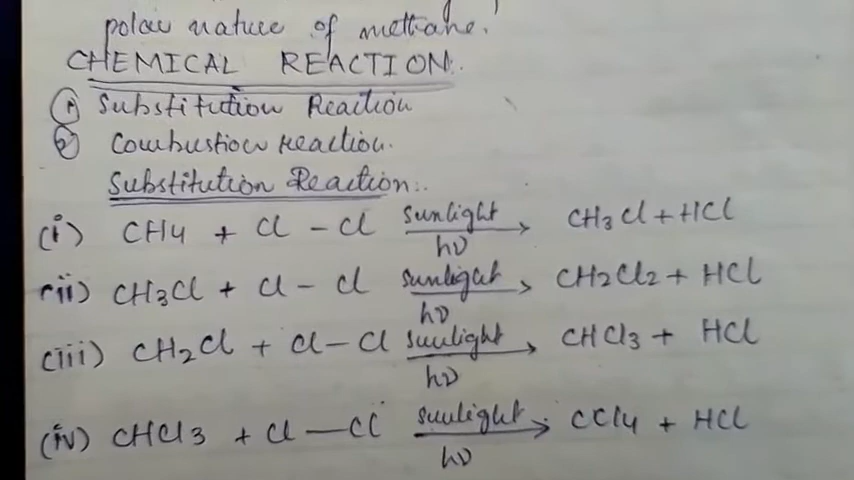 polar nature of methane.
CHEMICAL REACTION.
① Substitution Reaction
② Combustion reaction.
Substitution Reaction:.
(i) CH4 + Cl - Cl sunlight hν → CH3Cl + HCl
(ii) CH3Cl + Cl - Cl sunlight hν → CH2Cl2 + HCl
(iii) CH2Cl + Cl - Cl sunlight hν → CHCl3 + HCl
(iv) CHCl3 + Cl - Cl sunlight hν → CCl4 + HCl